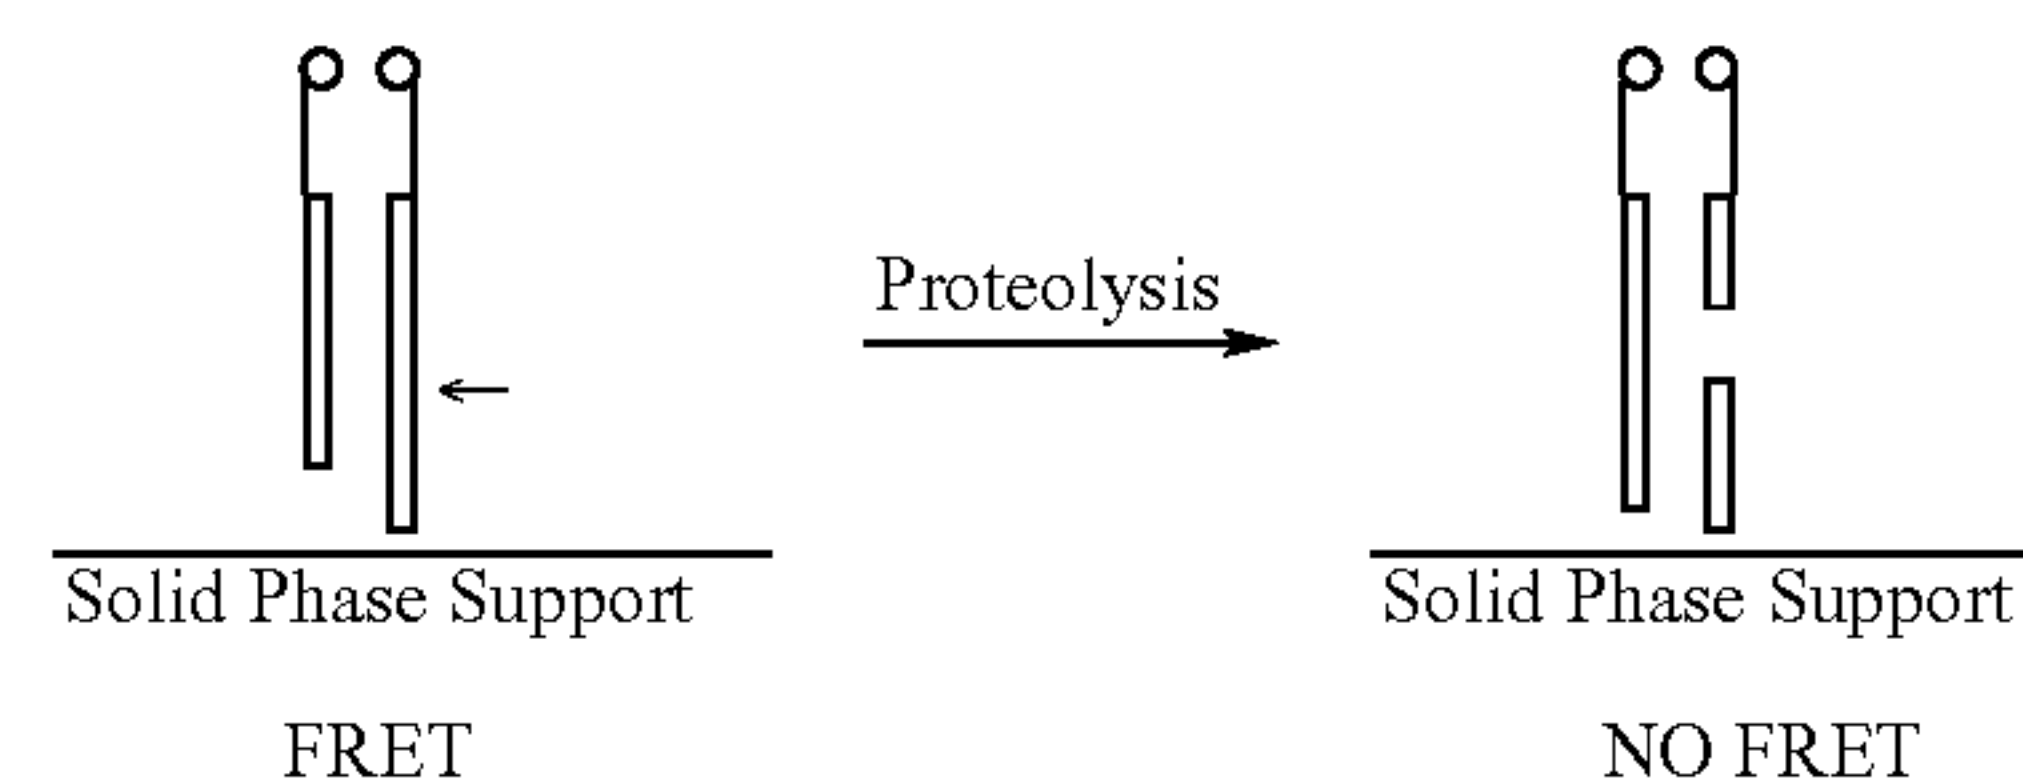 Proteolysis
Solid Phase Support
Solid Phase Support
FRET
NO FRET